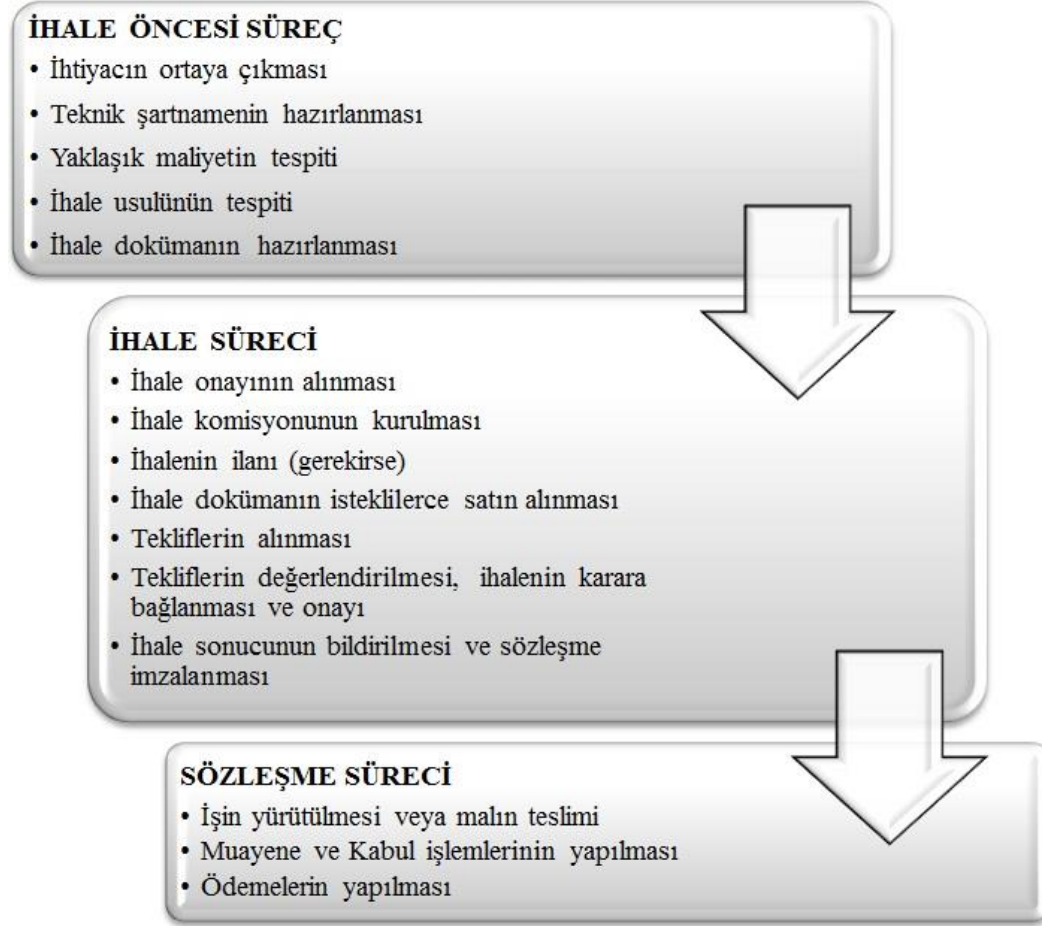 İHALE ÖNCESİ SÜREÇ
• İhtiyacın ortaya çıkması
• Teknik şartnamenin hazırlanması
• Yaklaşık maliyetin tespiti
• İhale usulünün tespiti
• İhale dokümanın hazırlanması
İHALE SÜRECİ
• İhale onayının alınması
• İhale komisyonunun kurulması
• İhalenin ilanı (gerekirse)
• İhale dokümanın isteklilerce satın alınması
• Tekliflerin alınması
• Tekliflerin değerlendirilmesi, ihalenin karara
bağlanması ve onayı
• İhale sonucunun bildirilmesi ve sözleşme
imzalanması
SÖZLEŞME SÜRECİ
• İşin yürütülmesi veya malın teslimi
• Muayene ve Kabul işlemlerinin yapılması
• Ödemelerin yapılması